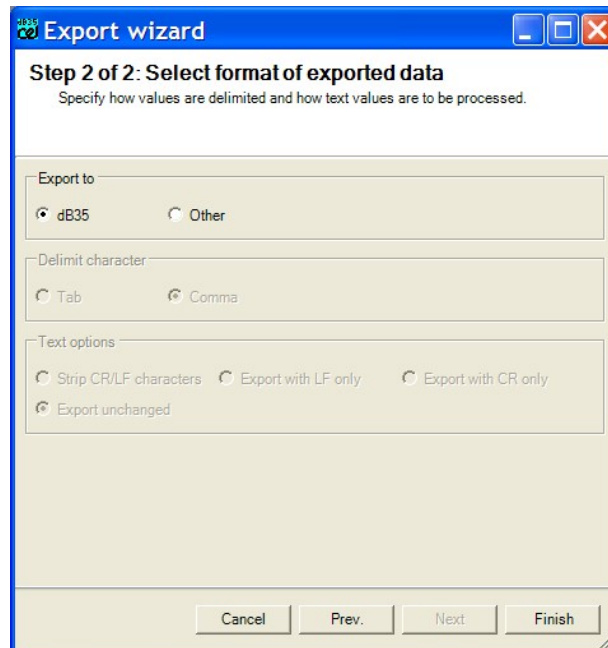 dB35
Export wizard
Step 2 of 2: Select format of exported data
Specify how values are delimited and how text values are to be processed.
Export to
dB35 Other
Delimit character
Tab Comma
Text options
Strip CR/LF characters Export with LF only Export with CR only
Export unchanged
Cancel Prev. Next Finish